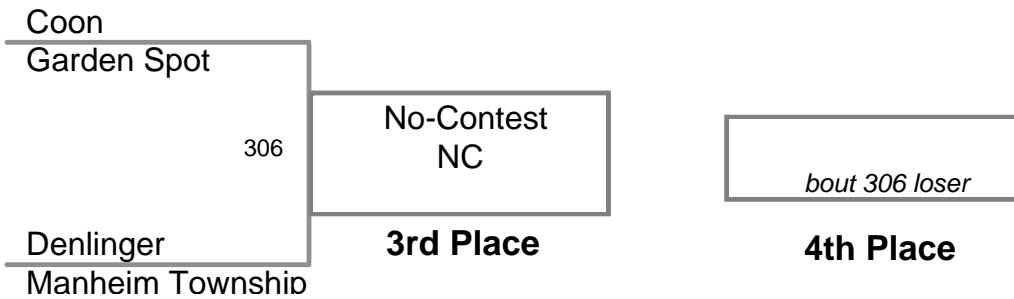 Coon
Garden Spot
306
No-Contest
NC
bout 306 loser
Denlinger
Manheim Township
3rd Place
4th Place